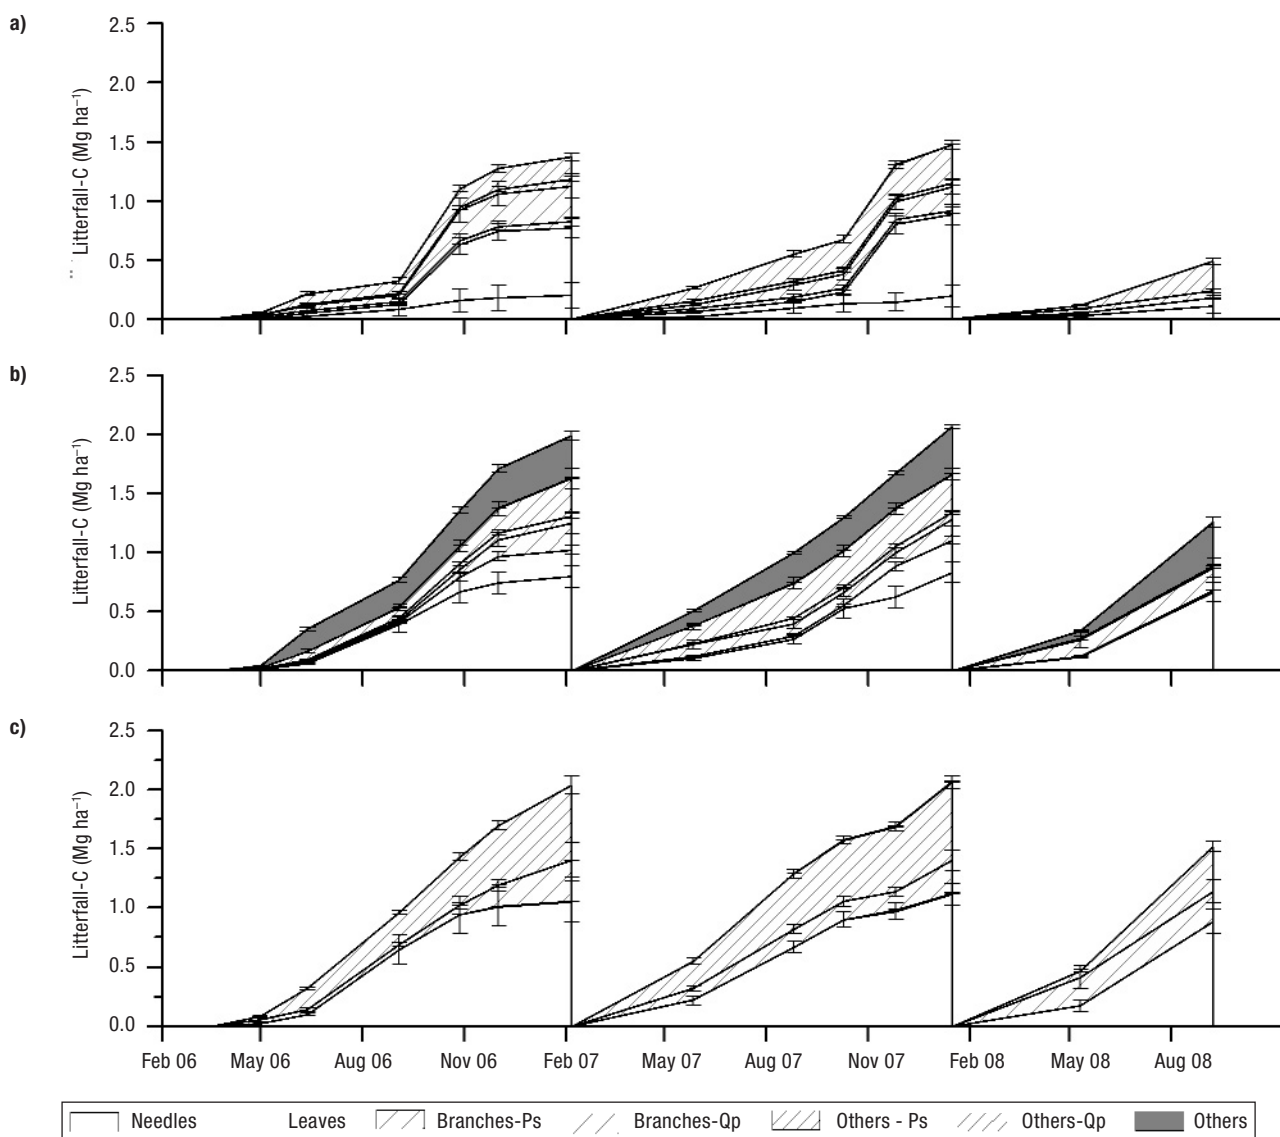 a)
2.5
2.0
1.5
1.0
0.5
0.0
Litterfall-C (Mg ha⁻¹)
b)
2.5
2.0
1.5
1.0
0.5
0.0
Litterfall-C (Mg ha⁻¹)
c)
2.5
2.0
1.5
1.0
0.5
0.0
Litterfall-C (Mg ha⁻¹)
Feb 06 May 06 Aug 06 Nov 06 Feb 07 May 07 Aug 07 Nov 07 Feb 08 May 08 Aug 08
Needles Leaves Branches-Ps Branches-Qp Others - Ps Others-Qp Others